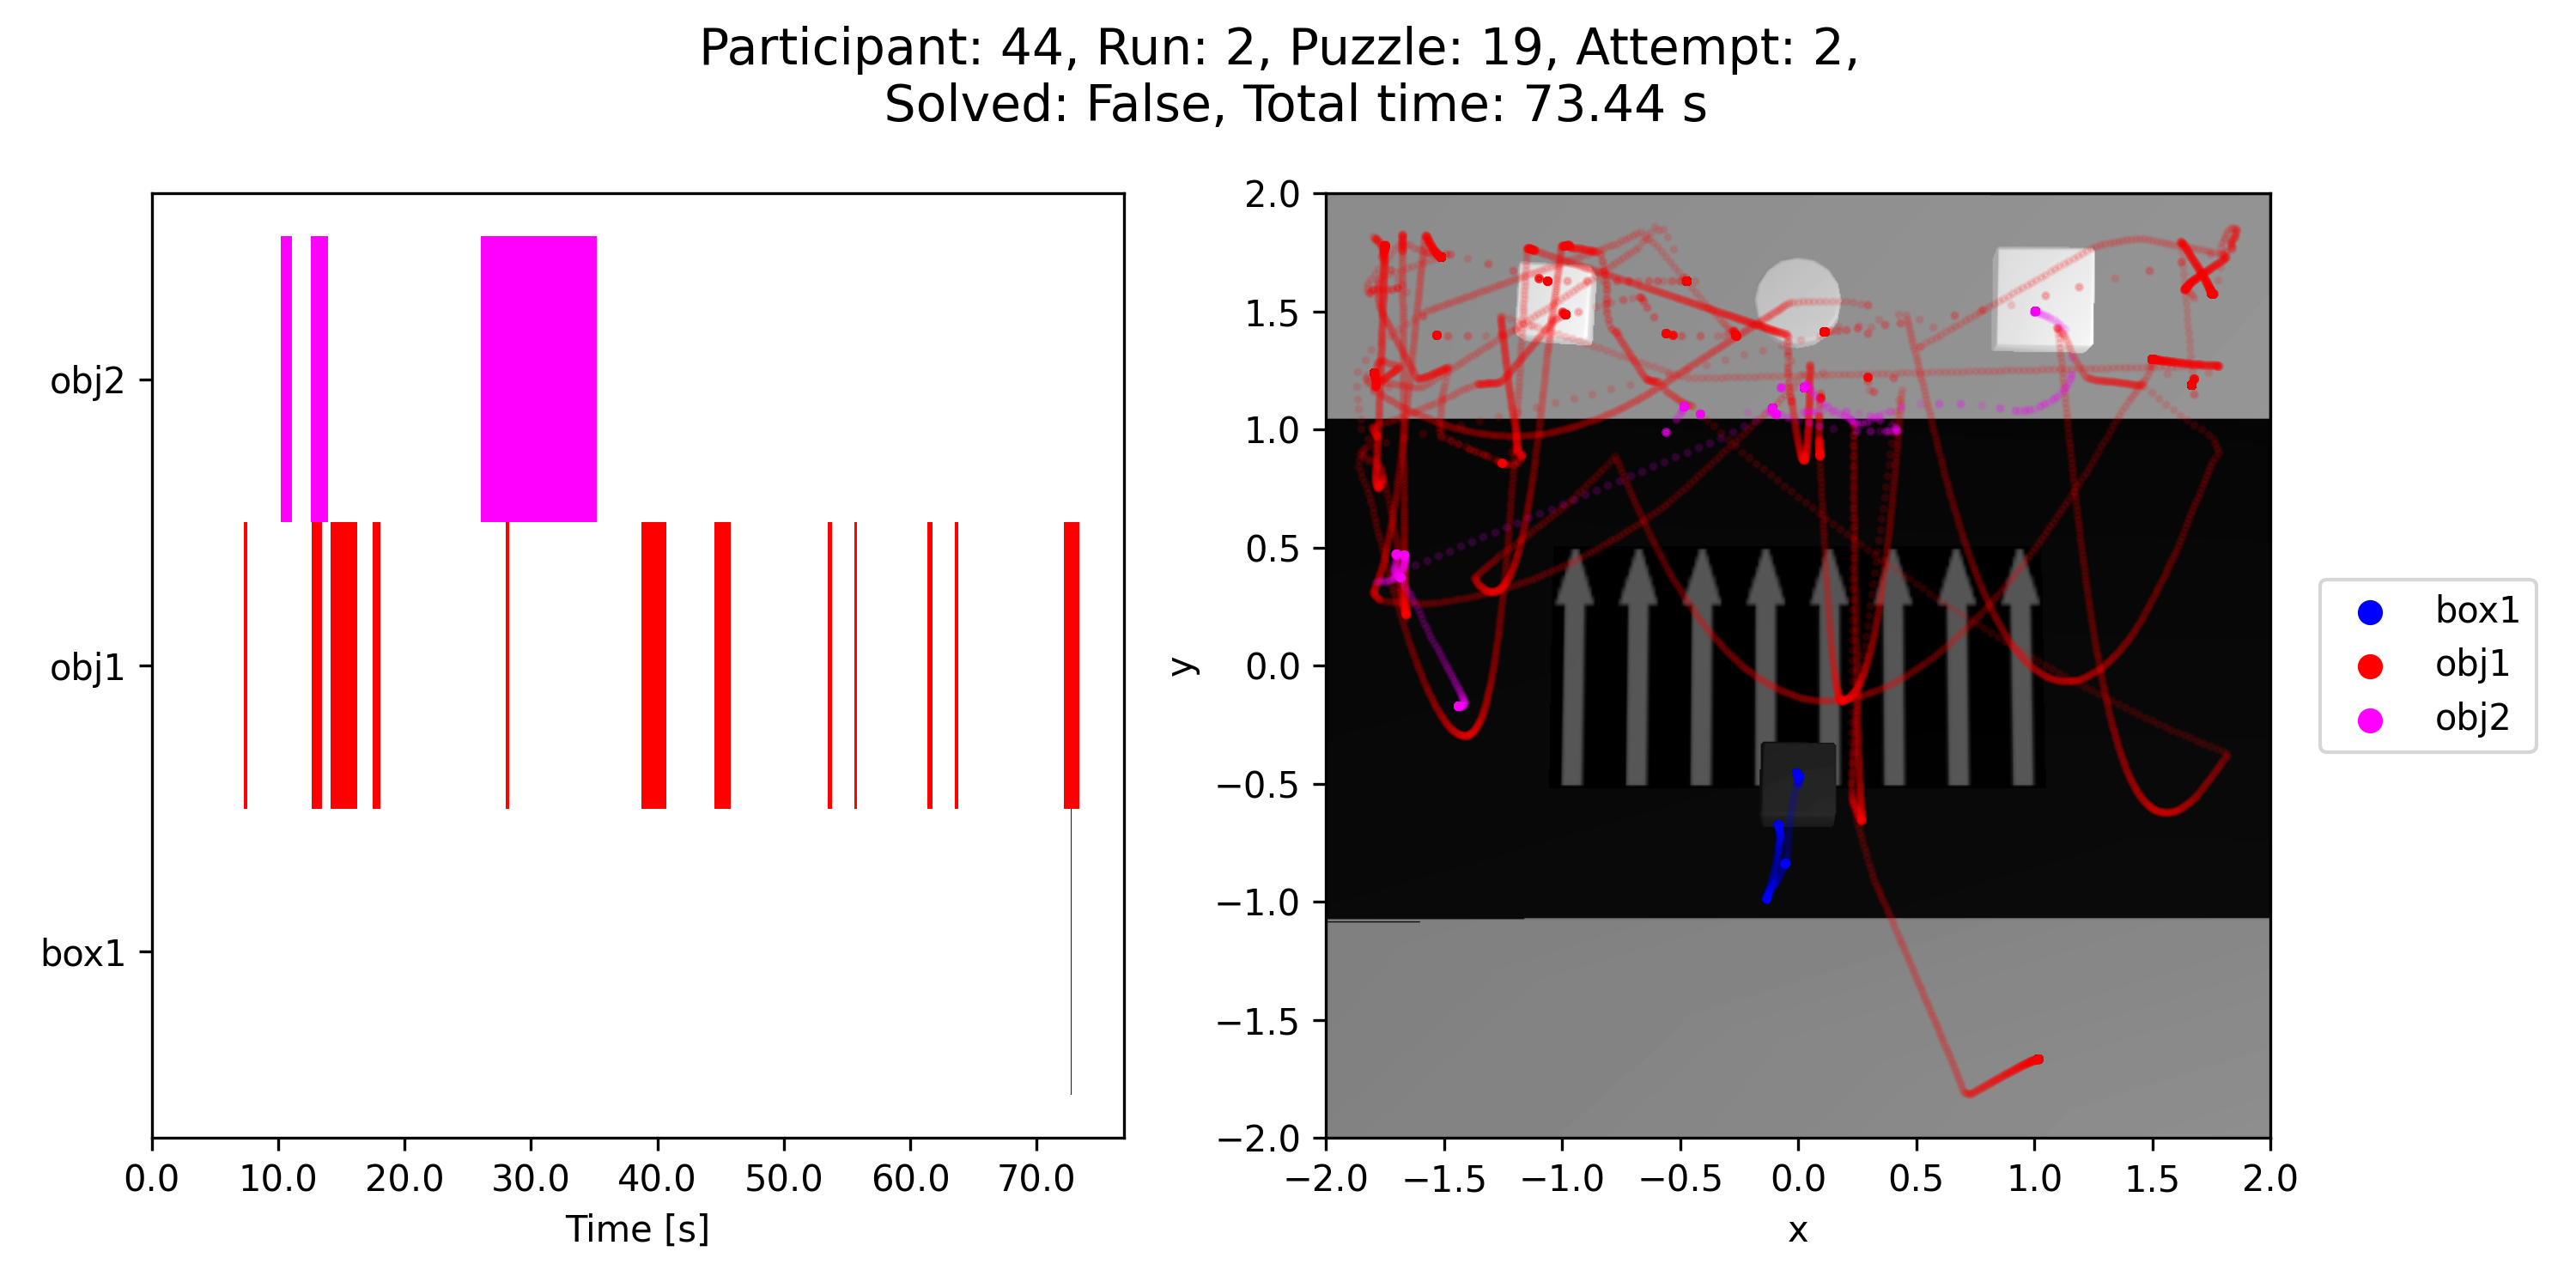 Participant: 44, Run: 2, Puzzle: 19, Attempt: 2,
Solved: False, Total time: 73.44 s
obj2
obj1
box1
0.0 10.0 20.0 30.0 40.0 50.0 60.0 70.0
Time [s]
2.0
1.5
1.0
0.5
0.0
−0.5
−1.0
−1.5
−2.0
y
−2.0 −1.5 −1.0 −0.5 0.0 0.5 1.0 1.5 2.0
x
box1
obj1
obj2